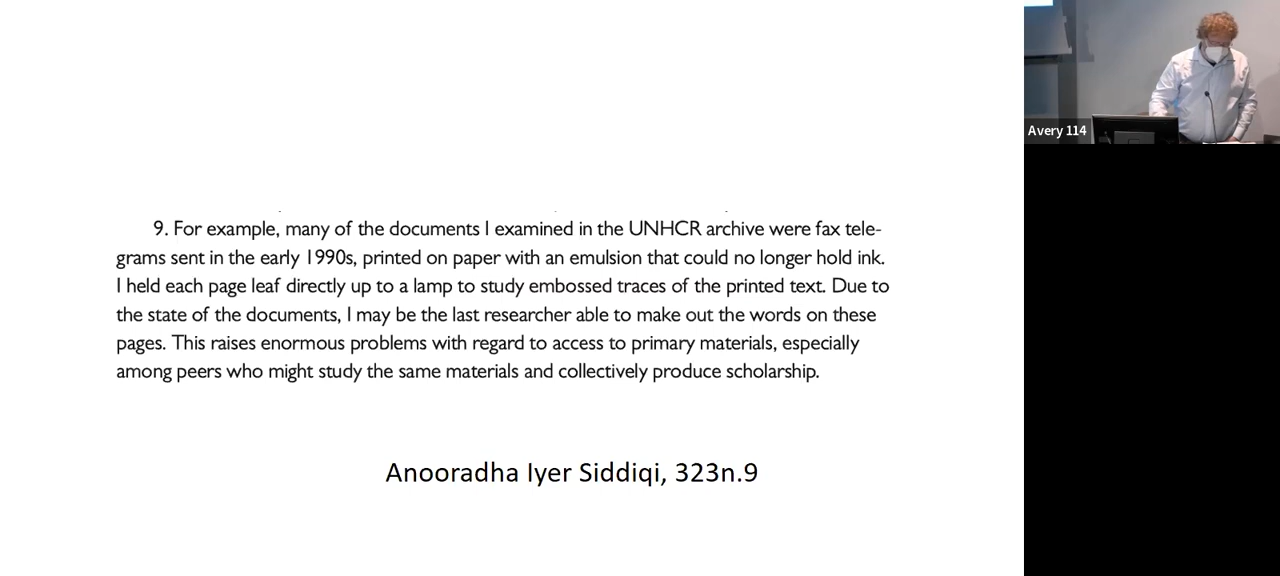 Avery 114
9. For example, many of the documents I examined in the UNHCR archive were fax tele-
grams sent in the early 1990s, printed on paper with an emulsion that could no longer hold ink.
I held each page leaf directly up to a lamp to study embossed traces of the printed text. Due to
the state of the documents, I may be the last researcher able to make out the words on these
pages. This raises enormous problems with regard to access to primary materials, especially
among peers who might study the same materials and collectively produce scholarship.
Anooradha Iyer Siddiqi, 323n.9